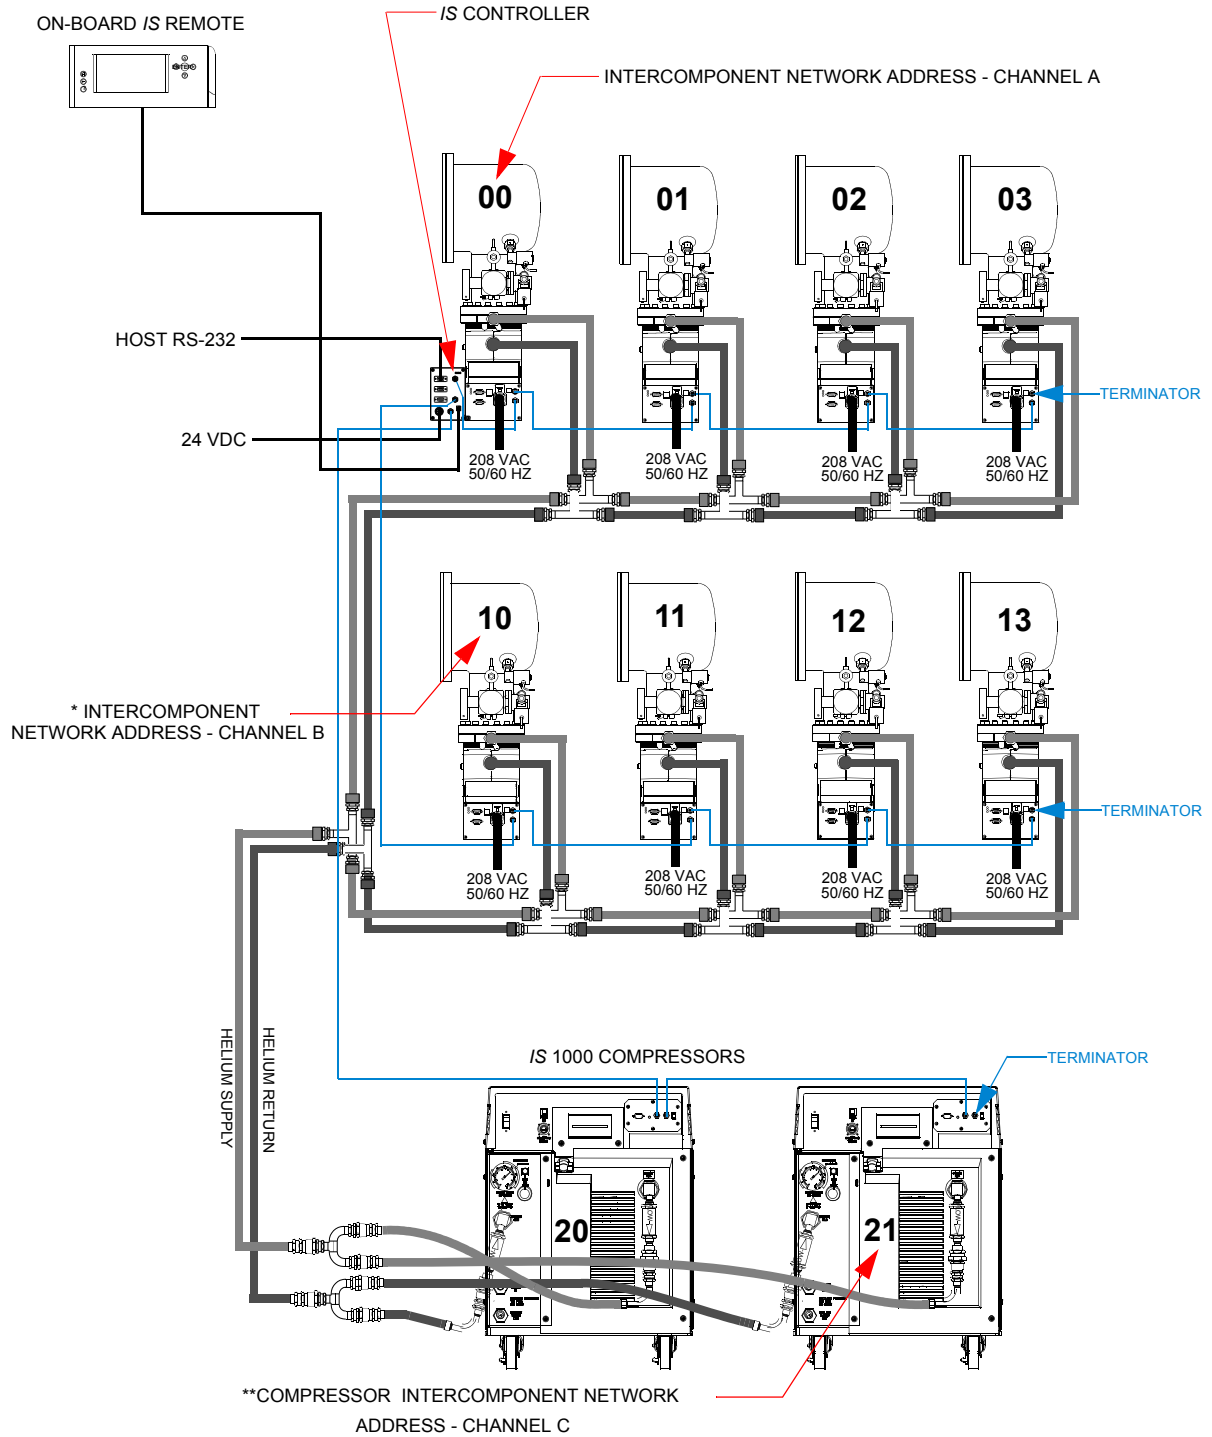 IS CONTROLLER
ON-BOARD IS REMOTE
INTERCOMPONENT NETWORK ADDRESS - CHANNEL A
00
01
02
03
HOST RS-232
TERMINATOR
24 VDC
208 VAC
50/60 HZ
208 VAC
50/60 HZ
208 VAC
50/60 HZ
208 VAC
50/60 HZ
10
11
12
13
* INTERCOMPONENT
NETWORK ADDRESS - CHANNEL B
TERMINATOR
208 VAC
50/60 HZ
208 VAC
50/60 HZ
208 VAC
50/60 HZ
208 VAC
50/60 HZ
HELIUM SUPPLY
HELIUM RETURN
IS 1000 COMPRESSORS
TERMINATOR
20
21
**COMPRESSOR INTERCOMPONENT NETWORK
ADDRESS - CHANNEL C